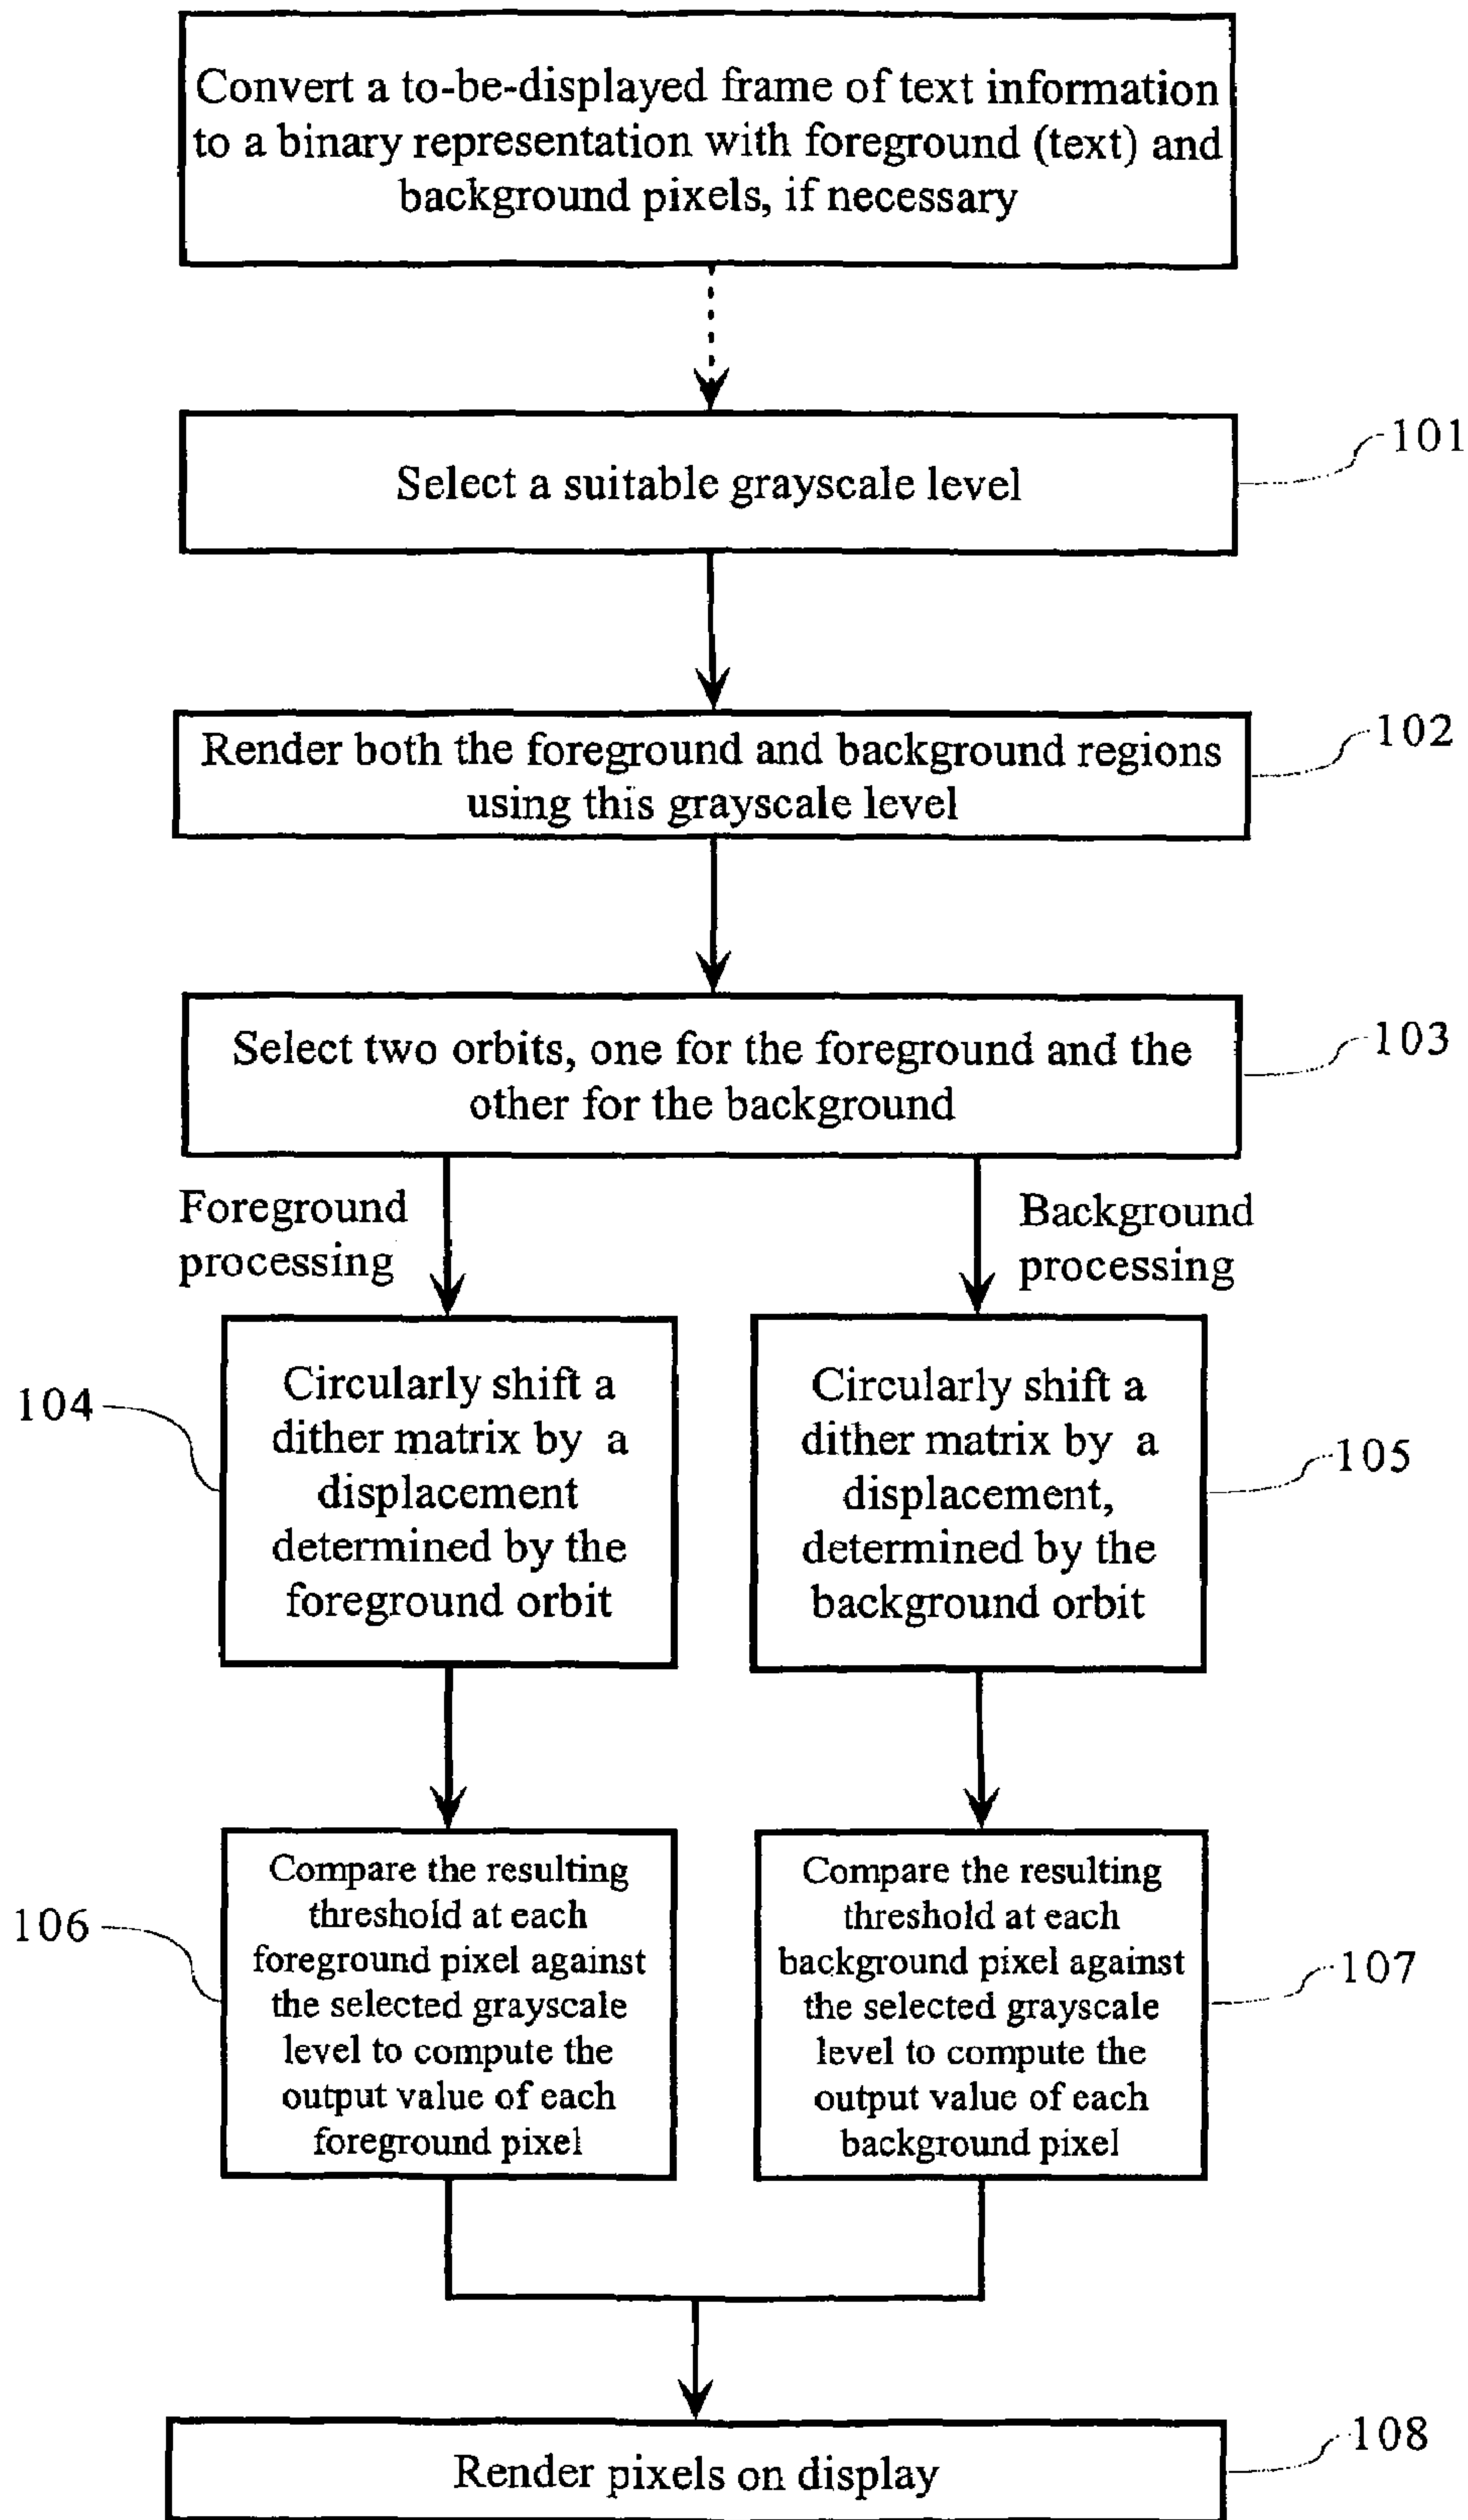 Convert a to-be-displayed frame of text information
to a binary representation with foreground (text) and
background pixels, if necessary
Select a suitable grayscale level
101
Render both the foreground and background regions
using this grayscale level
102
Select two orbits, one for the foreground and the
other for the background
103
Foreground
processing
Background
processing
Circularly shift a
dither matrix by a
displacement
determined by the
foreground orbit
104
Circularly shift a
dither matrix by a
displacement,
determined by the
background orbit
105
Compare the resulting
threshold at each
foreground pixel against
the selected grayscale
level to compute the
output value of each
foreground pixel
106
Compare the resulting
threshold at each
background pixel against
the selected grayscale
level to compute the
output value of each
background pixel
107
Render pixels on display
108